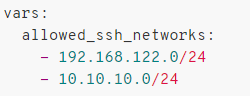 vars:
  allowed_ssh_networks:
    - 192.168.122.0/24
    - 10.10.10.0/24